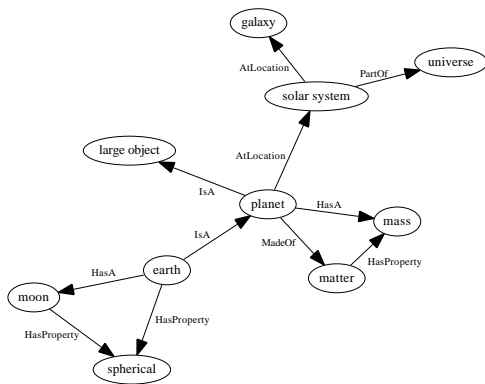 galaxy
AtLocation
PartOf
universe
solar system
large object
AtLocation
IsA
planet
HasA
mass
IsA
MadeOf
HasProperty
earth
matter
HasA
moon
HasProperty
HasProperty
spherical